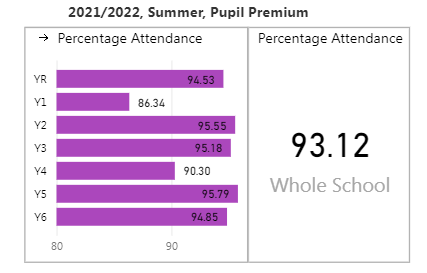 2021/2022, Summer, Pupil Premium
→ Percentage Attendance
YR 94.53
Y1 86.34
Y2 95.55
Y3 95.18
Y4 90.30
Y5 95.79
Y6 94.85
80 90
Percentage Attendance
93.12
Whole School